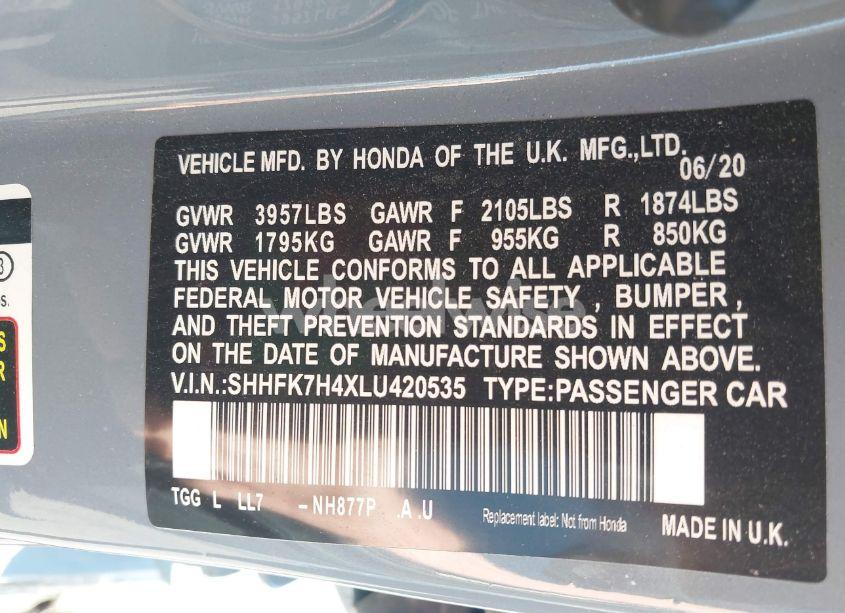 VEHICLE MFD. BY HONDA OF THE U.K. MFG.,LTD.
06/20
GVWR 3957LBS GAWR F 2105LBS R 1874LBS
GVWR 1795KG GAWR F 955KG R 850KG
THIS VEHICLE CONFORMS TO ALL APPLICABLE
FEDERAL MOTOR VEHICLE SAFETY , BUMPER ,
AND THEFT PREVENTION STANDARDS IN EFFECT
ON THE DATE OF MANUFACTURE SHOWN ABOVE.
V.I.N.:SHHFK7H4XLU420535 TYPE:PASSENGER CAR
TGG L LL7 – NH877P .A .U
Replacement label: Not from Honda
MADE IN U.K.